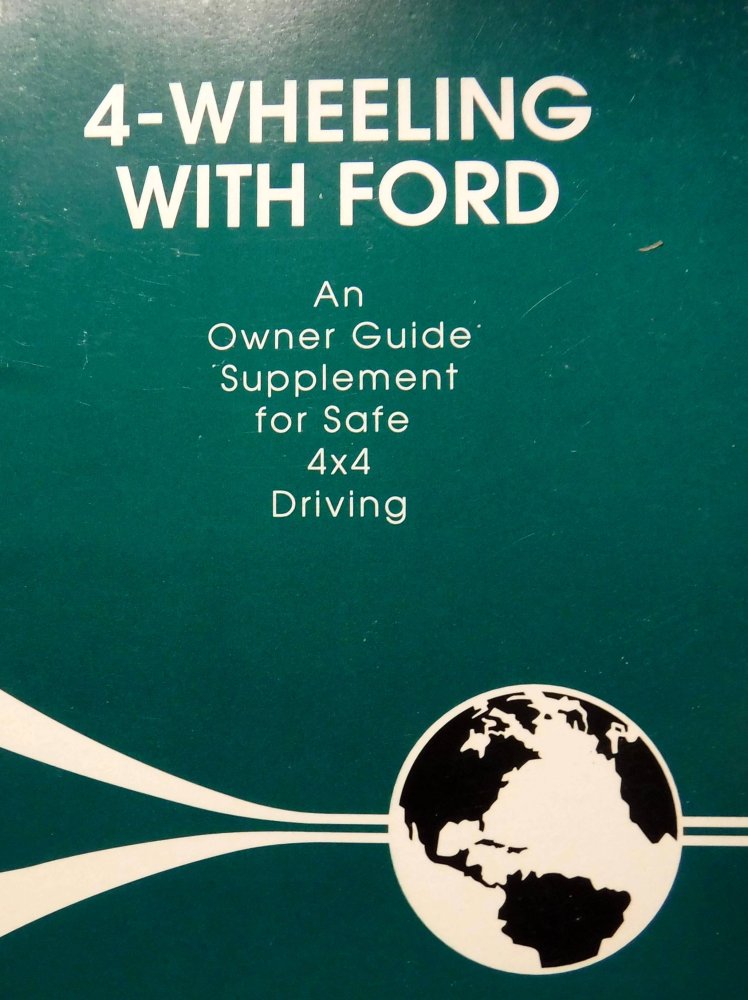 4-WHEELING
WITH FORD
An
Owner Guide
Supplement
for Safe
4x4
Driving